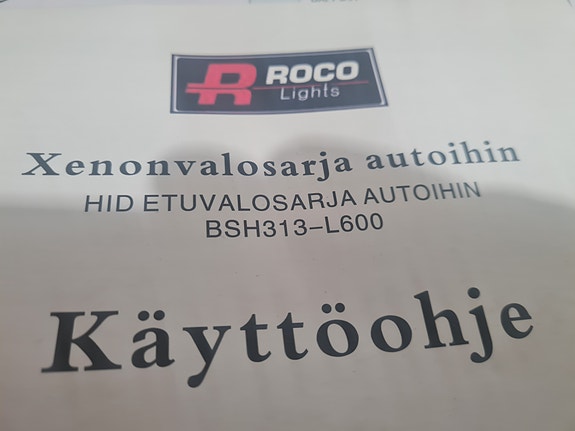 ROCO
Lights
Xenonvalosarja autoihin
HID ETUVALOSARJA AUTOIHIN
BSH313-L600
Käyttöohje